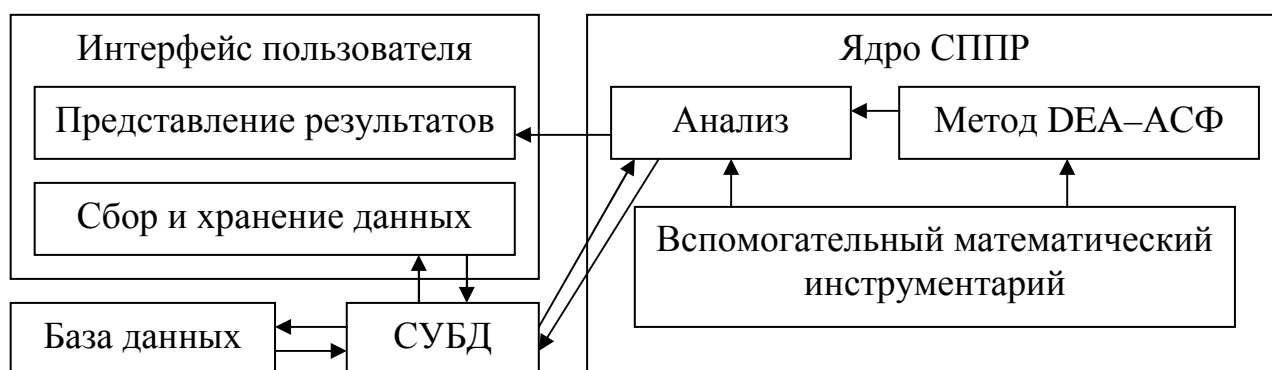 Интерфейс пользователя
Представление результатов
Сбор и хранение данных
База данных
СУБД
Ядро СППР
Анализ
Метод DEA–АСФ
Вспомогательный математический
инструментарий